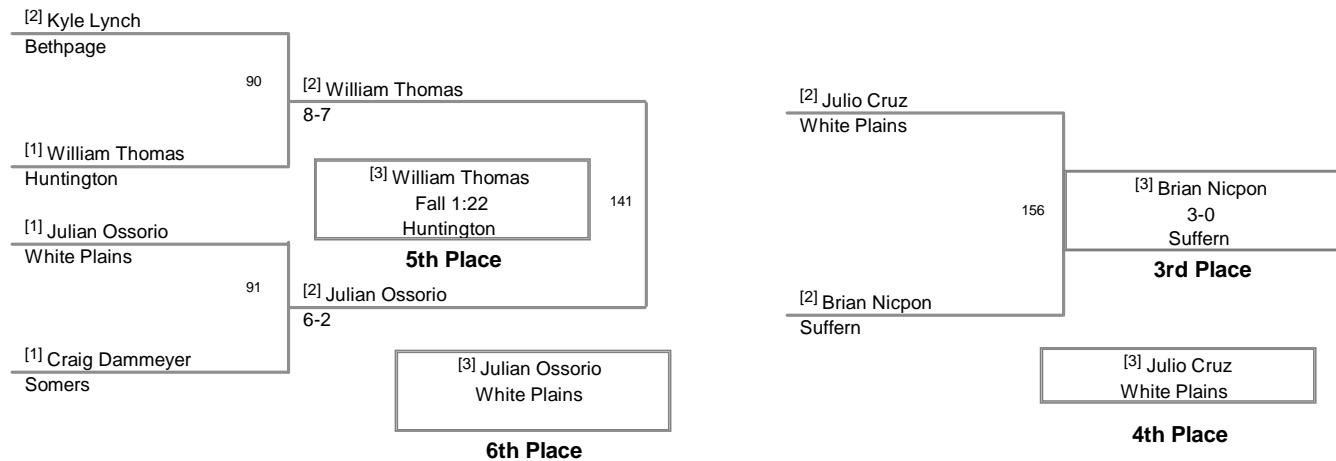 [2] Kyle Lynch
Bethpage
90
[2] William Thomas
8-7
[1] William Thomas
Huntington
[3] William Thomas
Fall 1:22
Huntington
5th Place
141
[1] Julian Ossorio
White Plains
91
[2] Julian Ossorio
6-2
[1] Craig Dammeyer
Somers
[3] Julian Ossorio
White Plains
6th Place
[2] Julio Cruz
White Plains
156
[3] Brian Nicpon
3-0
Suffern
3rd Place
[2] Brian Nicpon
Suffern
[3] Julio Cruz
White Plains
4th Place